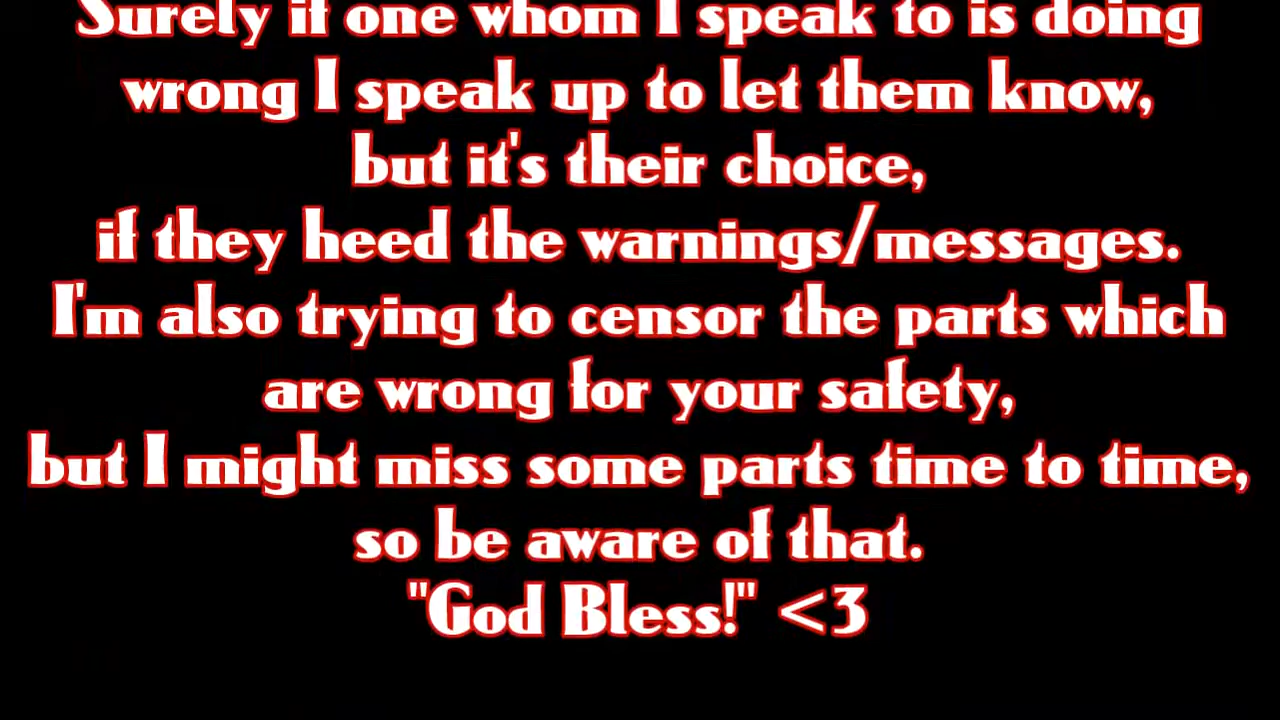 Surely if one whom I speak to is doing
wrong I speak up to let them know,
but it's their choice,
if they heed the warnings/messages.
I'm also trying to censor the parts which
are wrong for your safety,
but I might miss some parts time to time,
so be aware of that.
"God Bless!" <3